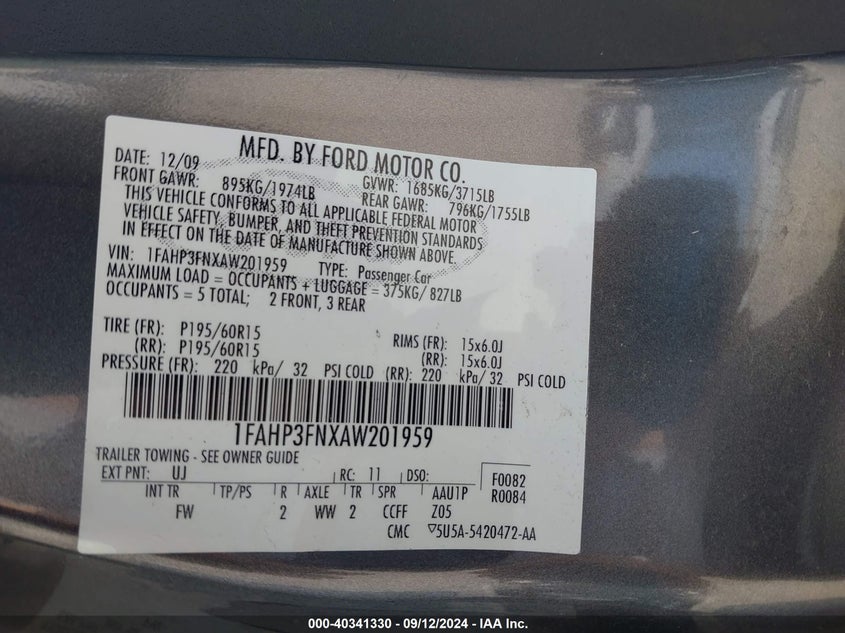 MFD. BY FORD MOTOR CO.
DATE: 12/09 GVWR: 1685KG/3715LB
FRONT GAWR: 895KG/1974LB REAR GAWR: 796KG/1755LB
THIS VEHICLE CONFORMS TO ALL APPLICABLE FEDERAL MOTOR
VEHICLE SAFETY, BUMPER, AND THEFT PREVENTION STANDARDS
IN EFFECT ON THE DATE OF MANUFACTURE SHOWN ABOVE.
VIN: 1FAHP3FNXAW201959 TYPE: Passenger Car
MAXIMUM LOAD = OCCUPANTS + LUGGAGE = 375KG/ 827LB
OCCUPANTS = 5 TOTAL; 2 FRONT, 3 REAR
TIRE (FR): P195/60R15 RIMS (FR): 15x6.0J
(RR): P195/60R15 (RR): 15x6.0J
PRESSURE (FR): 220 kPa/ 32 PSI COLD (RR): 220 kPa/ 32 PSI COLD
1FAHP3FNXAW201959
TRAILER TOWING - SEE OWNER GUIDE
EXT PNT: UJ RC: 11 DSO: F0082
INT TR TP/PS R AXLE TR SPR AAU1P R0084
FW 2 WW 2 CCFF Z05
CMC ▽5U5A-5420472-AA
000-40341330 - 09/12/2024 - IAA Inc.